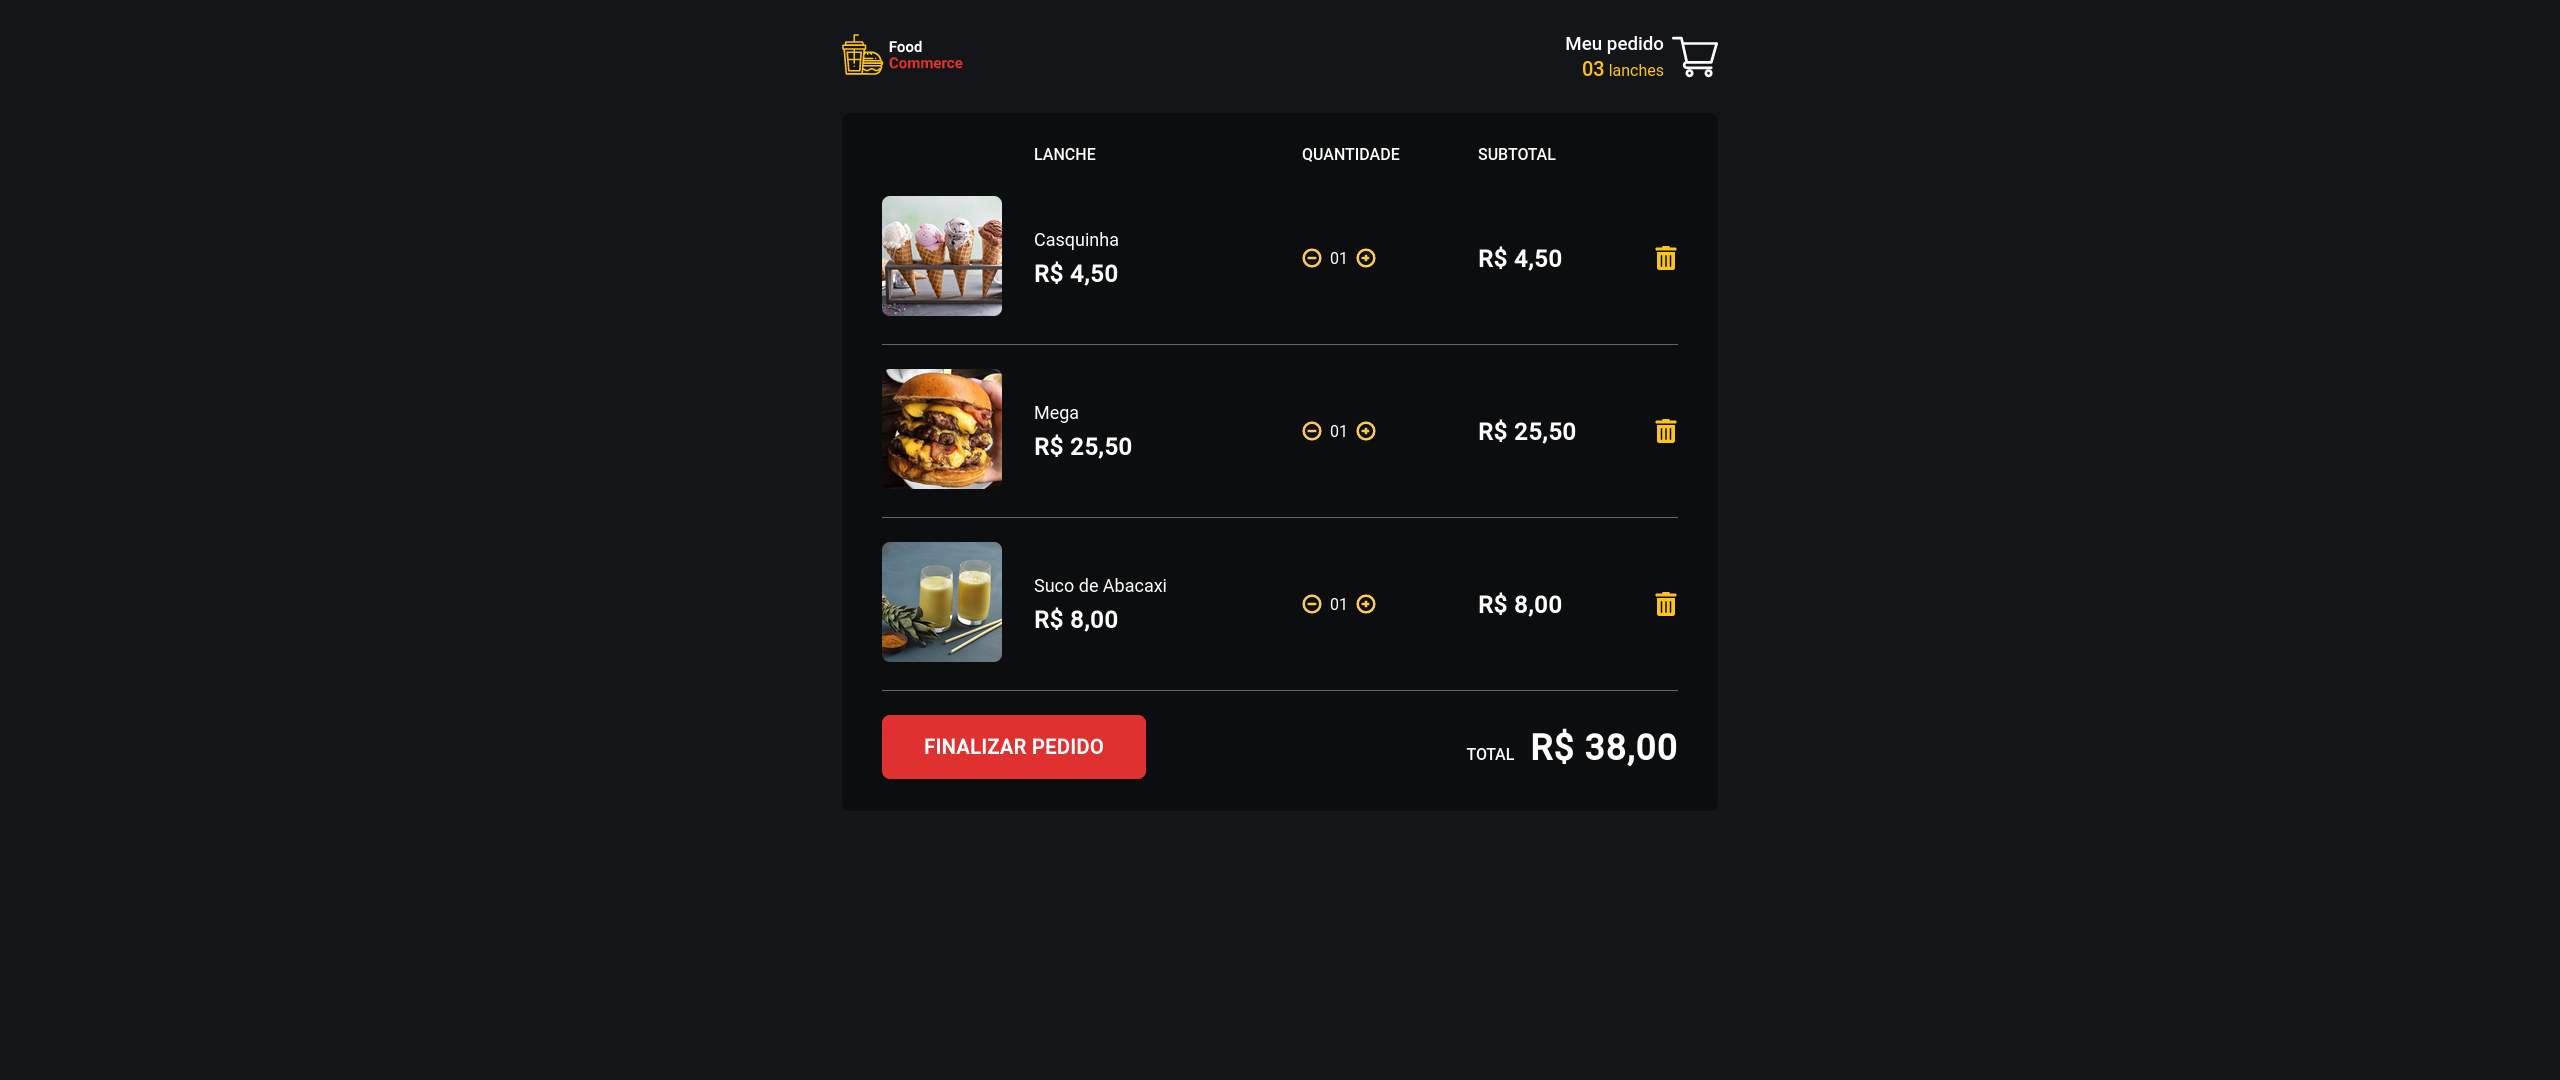 Food
Commerce
Meu pedido
03 lanches
LANCHE QUANTIDADE SUBTOTAL
Casquinha
R$ 4,50
01
R$ 4,50
Mega
R$ 25,50
01
R$ 25,50
Suco de Abacaxi
R$ 8,00
01
R$ 8,00
FINALIZAR PEDIDO
TOTAL R$ 38,00